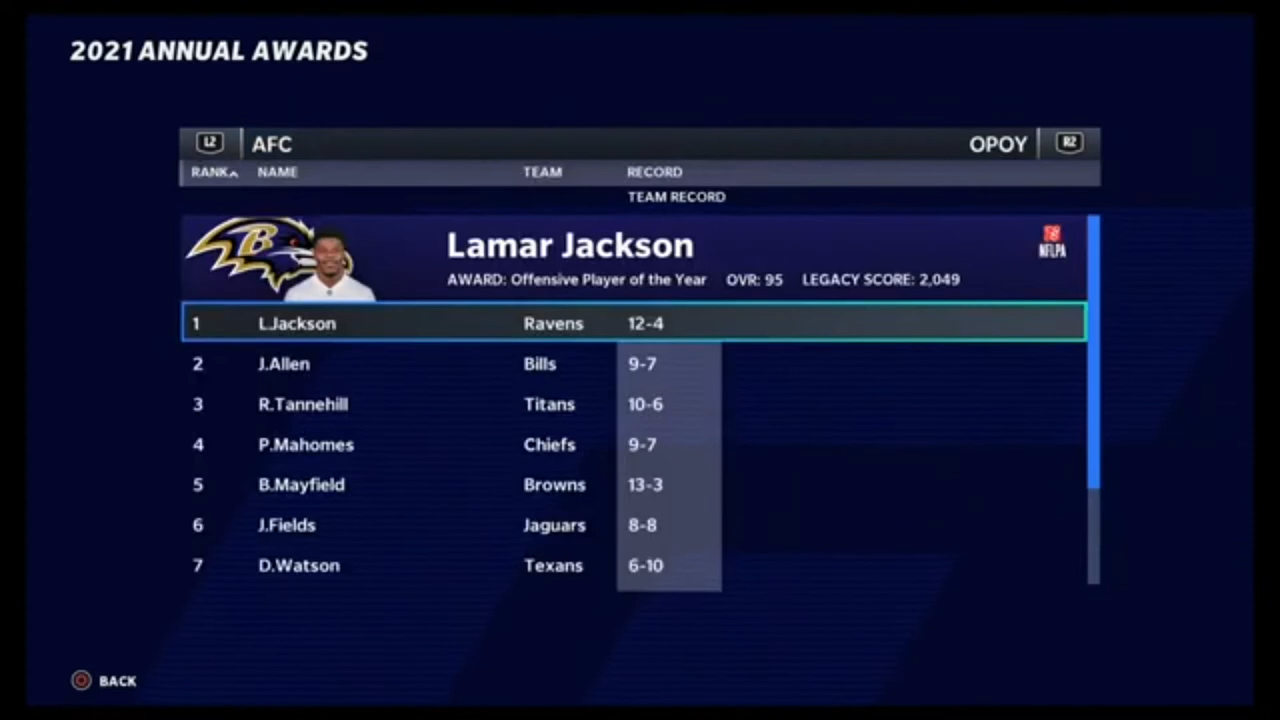 2021 ANNUAL AWARDS
L2 AFC OPOY R2
RANK NAME TEAM RECORD
TEAM RECORD
B
Lamar Jackson
NFLPA
AWARD: Offensive Player of the Year OVR: 95 LEGACY SCORE: 2,049
1 L.Jackson Ravens 12-4
2 J.Allen Bills 9-7
3 R.Tannehill Titans 10-6
4 P.Mahomes Chiefs 9-7
5 B.Mayfield Browns 13-3
6 J.Fields Jaguars 8-8
7 D.Watson Texans 6-10
BACK